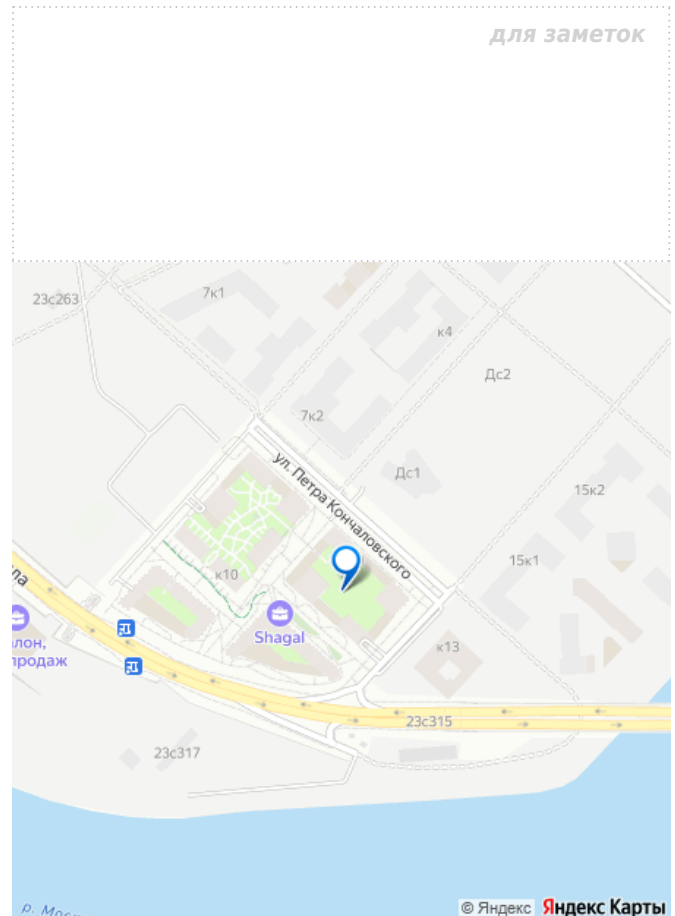 для заметок
23с263
7к1
к4
Дс2
7к2
ул. Петра Кончаловского
Дс1
15к2
15к1
к10
Shagal
к13
продаж
23с315
23с317
© Яндекс Яндекс Карты